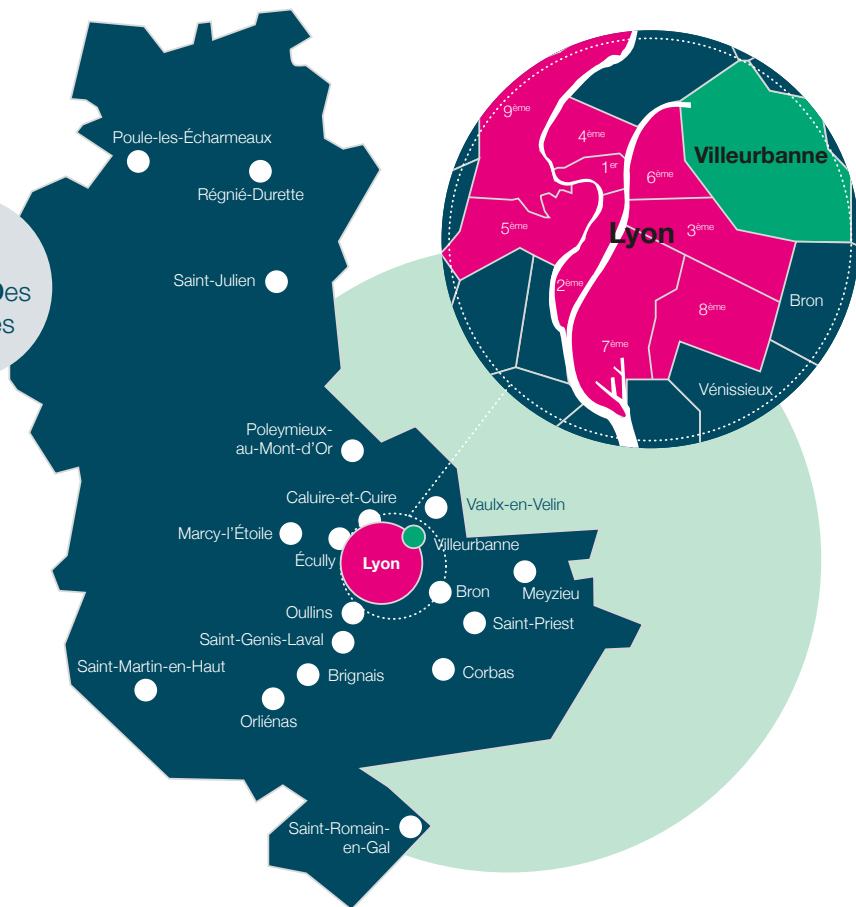 Poule-les-Écharmeaux
Régnié-Durette
Saint-Julien
Des
Poleymieux-
au-Mont-d'Or
Caluire-et-Cuire
Vaulx-en-Velin
Marcy-l'Étoile
Écully
Lyon
Villeurbanne
Bron
Meyzieu
Oullins
Saint-Priest
Saint-Genis-Laval
Saint-Martin-en-Haut
Brignais
Corbas
Orliénas
Saint-Romain-
en-Gal
9ème
4ème
1er
6ème
Villeurbanne
5ème
Lyon
3ème
2ème
8ème
Bron
7ème
Vénissieux